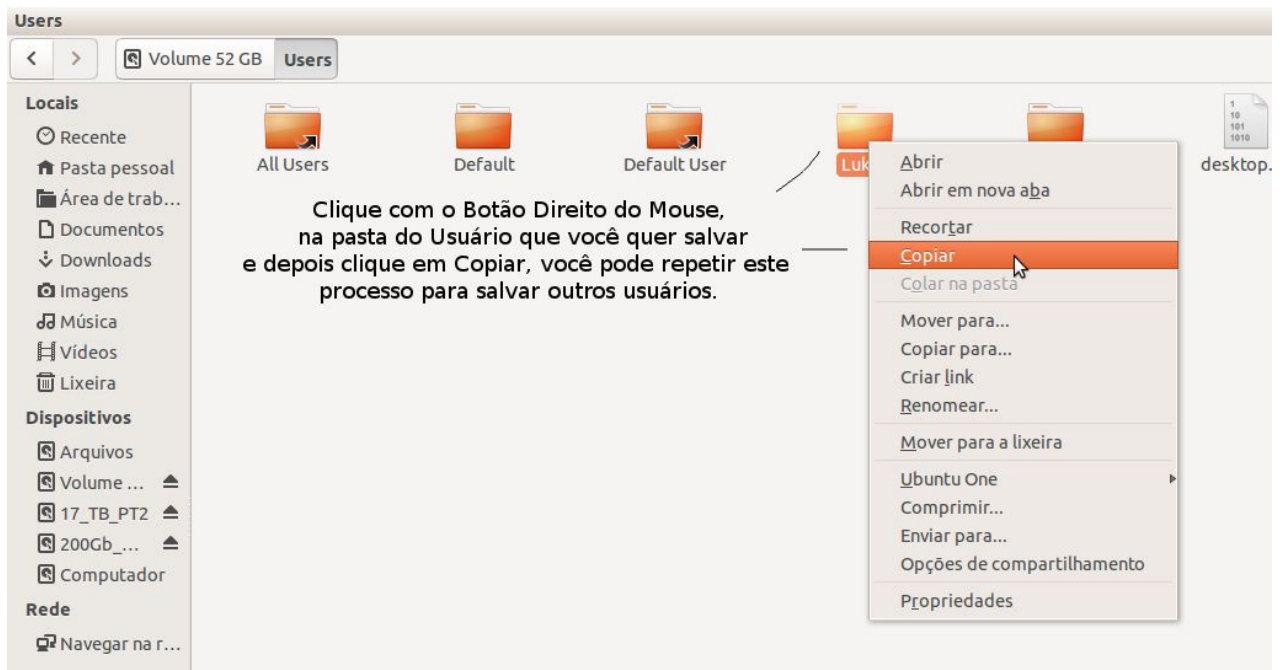 Users
Volume 52 GB Users
Locais
Recente
Pasta pessoal
Área de trab...
Documentos
Downloads
Imagens
Música
Vídeos
Lixeira
Dispositivos
Arquivos
Volume ...
17_TB_PT2
200Gb_...
Computador
Rede
Navegar na r...
All Users
Default
Default User
Luk
desktop.
1
10
101
1010
Clique com o Botão Direito do Mouse,
na pasta do Usuário que você quer salvar
e depois clique em Copiar, você pode repetir este
processo para salvar outros usuários.
Abrir
Abrir em nova aba
Recortar
Copiar
Colar na pasta
Mover para...
Copiar para...
Criar link
Renomear...
Mover para a lixeira
Ubuntu One
Comprimir...
Enviar para...
Opções de compartilhamento
Propriedades